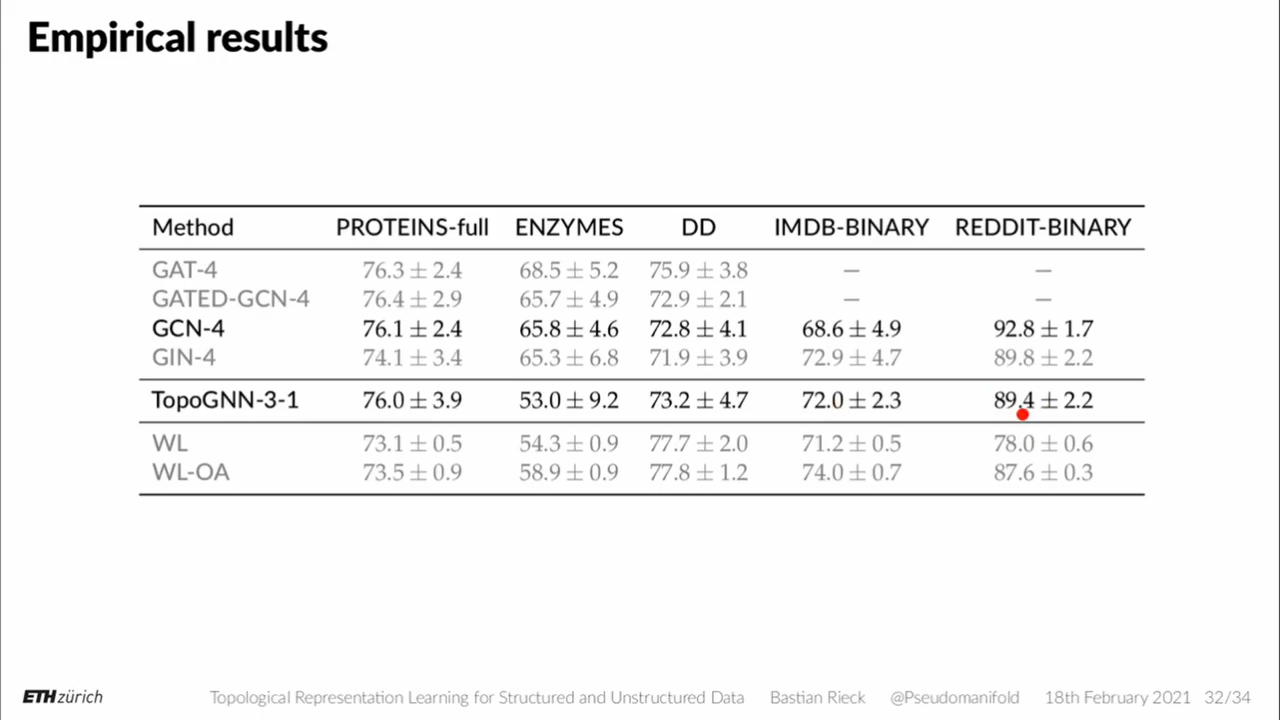 Empirical results
Method PROTEINS-full ENZYMES DD IMDB-BINARY REDDIT-BINARY
GAT-4 76.3 ± 2.4 68.5 ± 5.2 75.9 ± 3.8 — —
GATED-GCN-4 76.4 ± 2.9 65.7 ± 4.9 72.9 ± 2.1 — —
GCN-4 76.1 ± 2.4 65.8 ± 4.6 72.8 ± 4.1 68.6 ± 4.9 92.8 ± 1.7
GIN-4 74.1 ± 3.4 65.3 ± 6.8 71.9 ± 3.9 72.9 ± 4.7 89.8 ± 2.2
TopoGNN-3-1 76.0 ± 3.9 53.0 ± 9.2 73.2 ± 4.7 72.0 ± 2.3 89.4 ± 2.2
WL 73.1 ± 0.5 54.3 ± 0.9 77.7 ± 2.0 71.2 ± 0.5 78.0 ± 0.6
WL-OA 73.5 ± 0.9 58.9 ± 0.9 77.8 ± 1.2 74.0 ± 0.7 87.6 ± 0.3
ETH zürich Topological Representation Learning for Structured and Unstructured Data Bastian Rieck @Pseudomanifold 18th February 2021 32/34